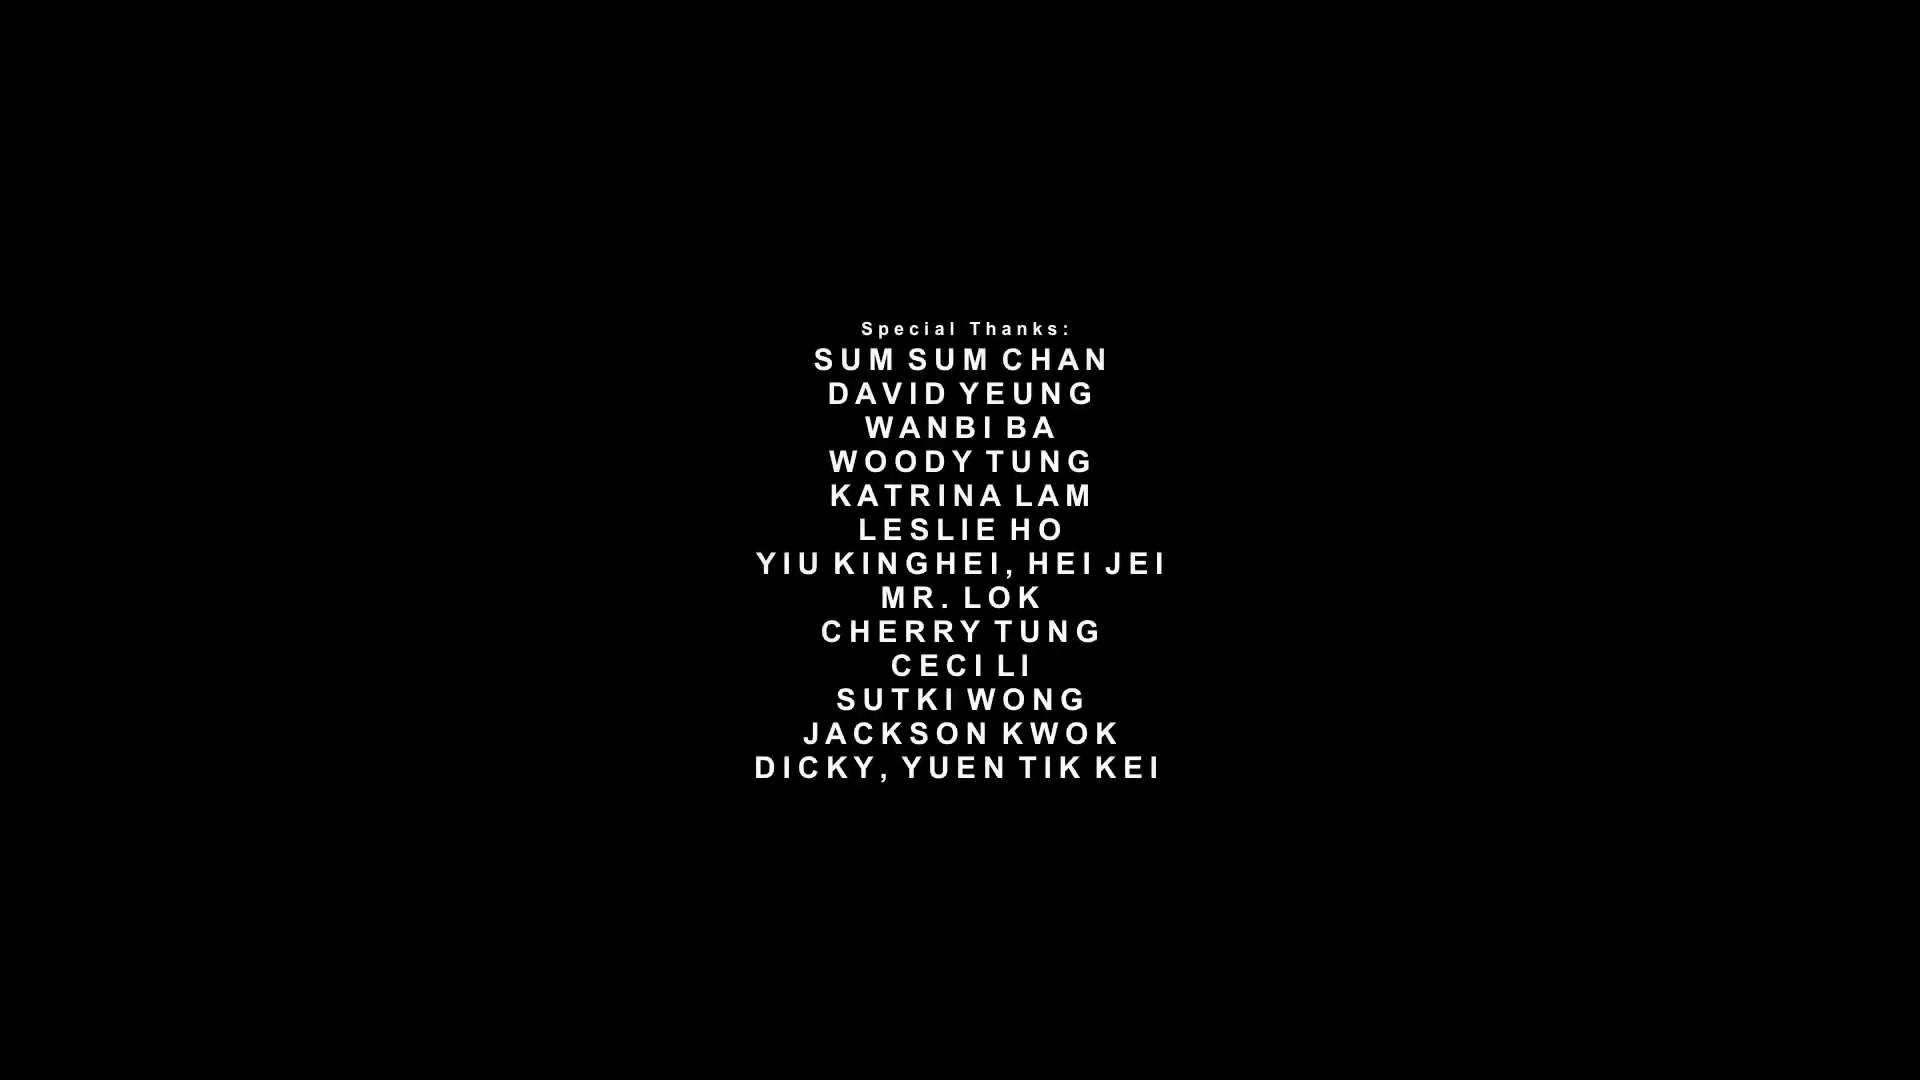 Special Thanks:
SUM SUM CHAN
DAVID YEUNG
WANBI BA
WOODY TUNG
KATRINA LAM
LESLIE HO
YIU KINGHEI, HEI JEI
MR. LOK
CHERRY TUNG
CECI LI
SUTKI WONG
JACKSON KWOK
DICKY, YUEN TIK KEI